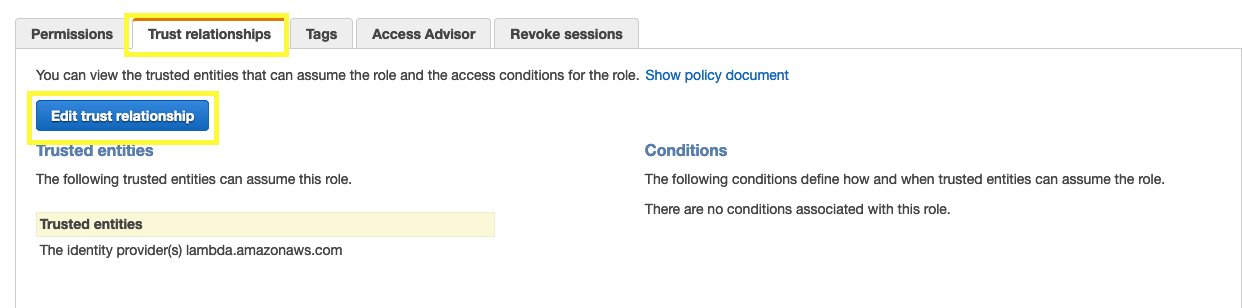 Permissions
Trust relationships
Tags
Access Advisor
Revoke sessions
You can view the trusted entities that can assume the role and the access conditions for the role. Show policy document
Edit trust relationship
Trusted entities
The following trusted entities can assume this role.
Trusted entities
The identity provider(s) lambda.amazonaws.com
Conditions
The following conditions define how and when trusted entities can assume the role.
There are no conditions associated with this role.